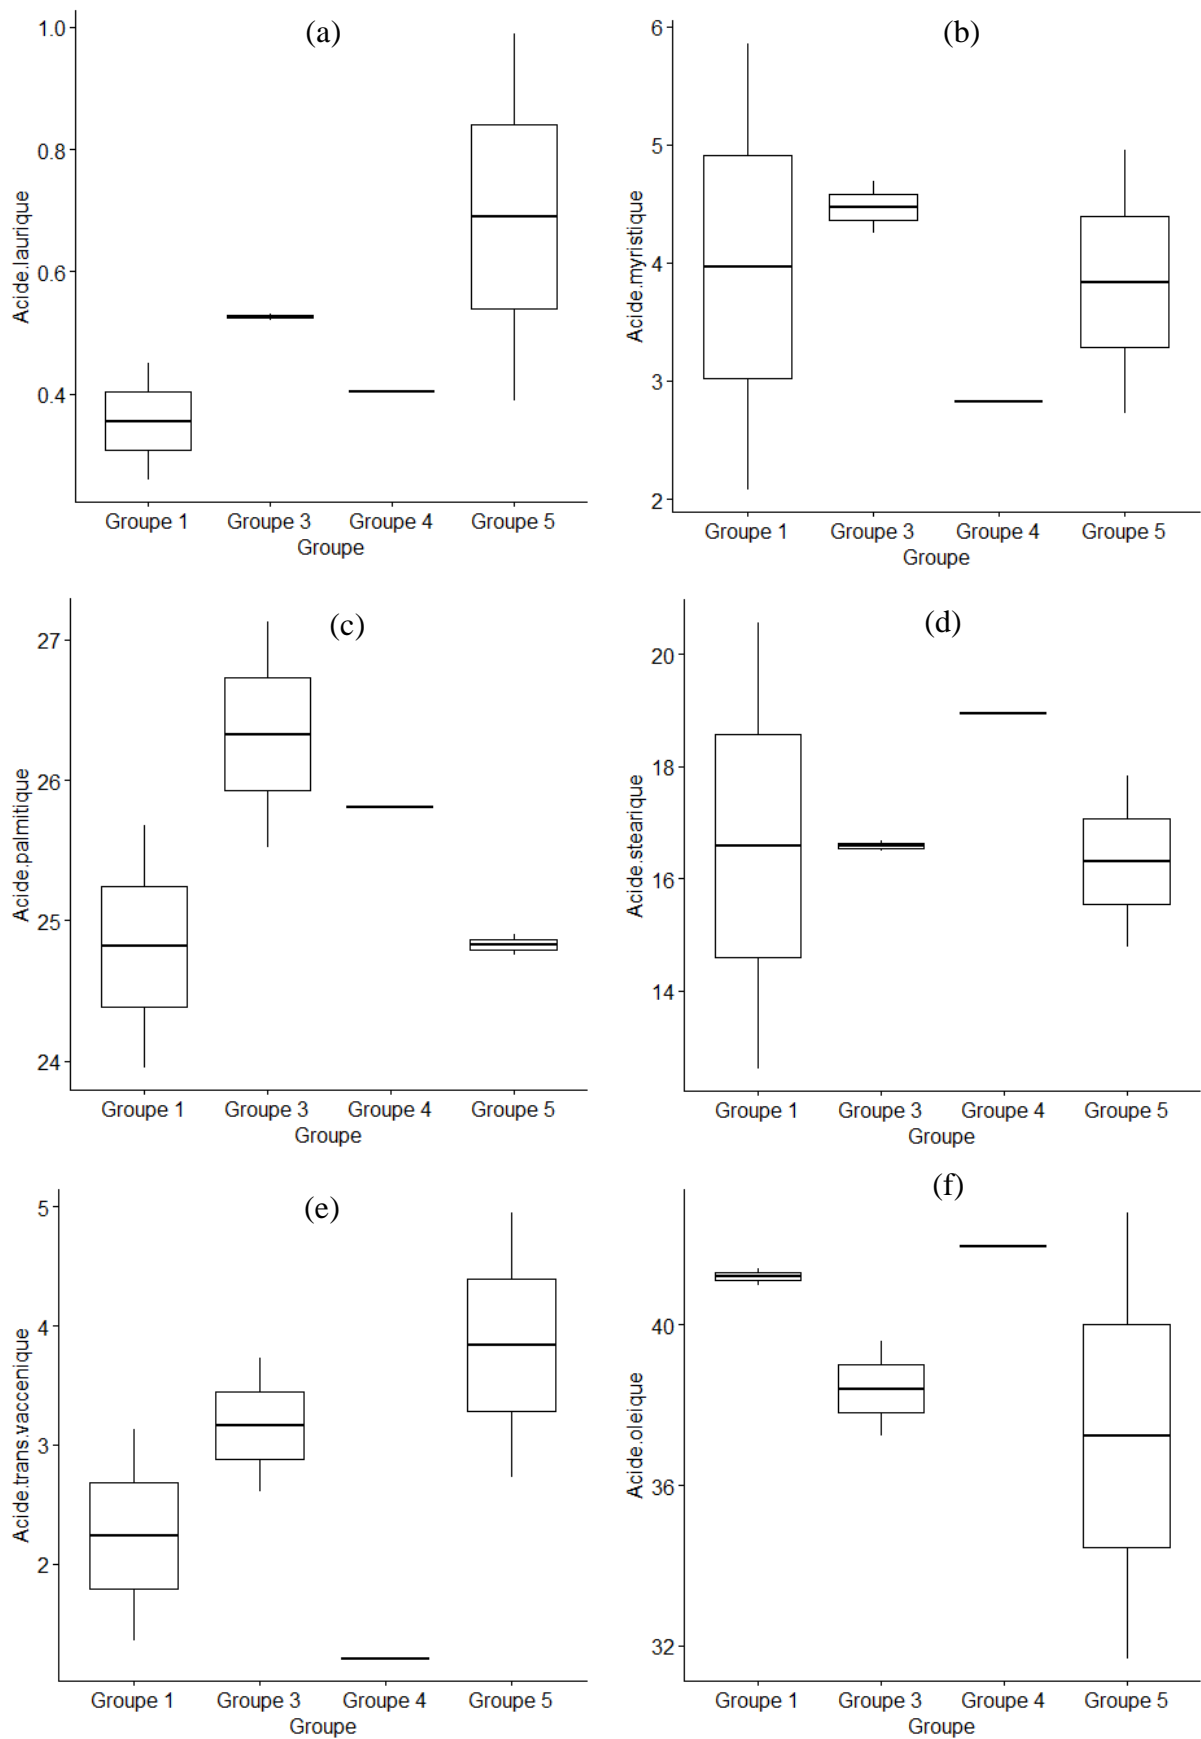 (a)
Acide.laurique
1.0
0.8
0.6
0.4
Groupe 1 Groupe 3 Groupe 4 Groupe 5
Groupe
(b)
Acide.myristique
6
5
4
3
2
Groupe 1 Groupe 3 Groupe 4 Groupe 5
Groupe
(c)
Acide.palmitique
27
26
25
24
Groupe 1 Groupe 3 Groupe 4 Groupe 5
Groupe
(d)
Acide.stearique
20
18
16
14
Groupe 1 Groupe 3 Groupe 4 Groupe 5
Groupe
(e)
Acide.trans.vaccenique
5
4
3
2
Groupe 1 Groupe 3 Groupe 4 Groupe 5
Groupe
(f)
Acide.oleique
40
36
32
Groupe 1 Groupe 3 Groupe 4 Groupe 5
Groupe